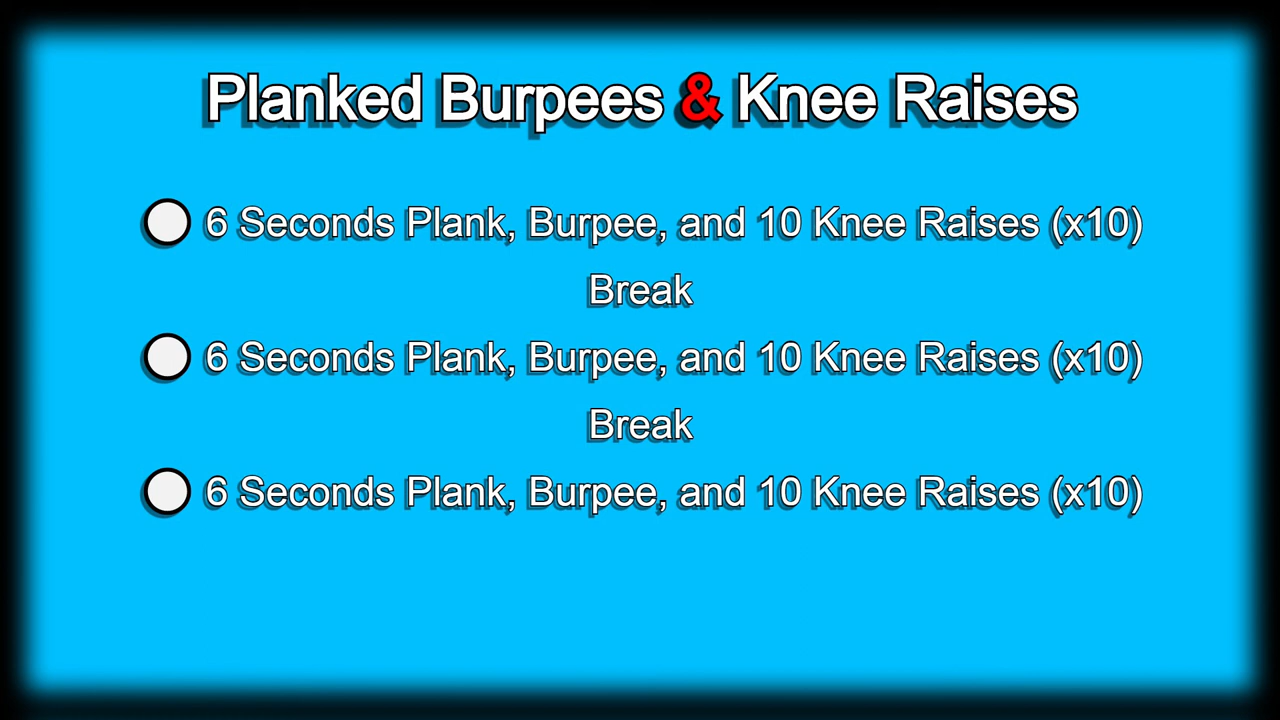 Planked Burpees & Knee Raises
6 Seconds Plank, Burpee, and 10 Knee Raises (x10)
Break
6 Seconds Plank, Burpee, and 10 Knee Raises (x10)
Break
6 Seconds Plank, Burpee, and 10 Knee Raises (x10)